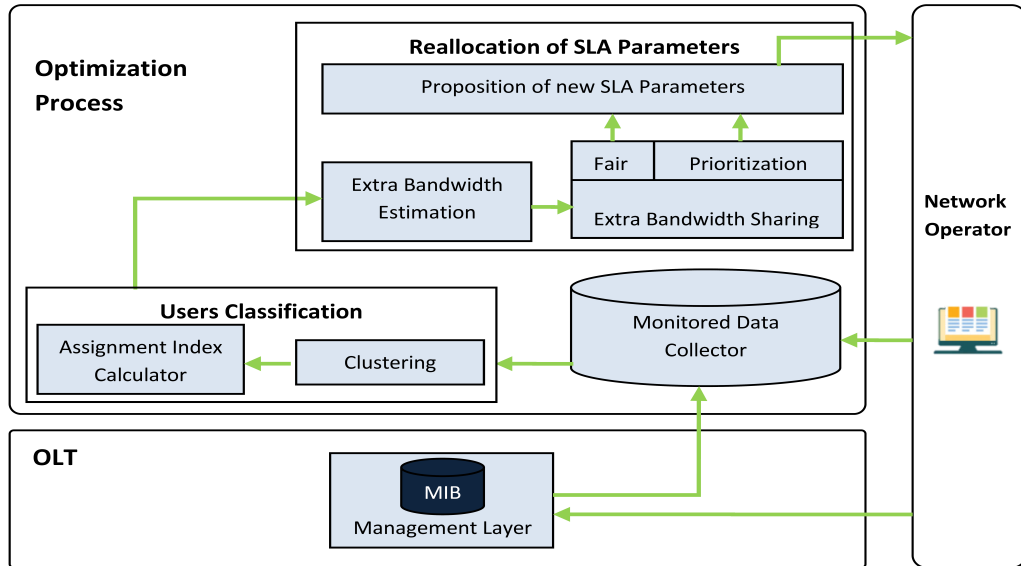 Optimization
Process
Reallocation of SLA Parameters
Proposition of new SLA Parameters
Fair
Prioritization
Extra Bandwidth
Estimation
Extra Bandwidth Sharing
Network
Operator
Users Classification
Assignment Index
Calculator
Clustering
Monitored Data
Collector
OLT
MIB
Management Layer